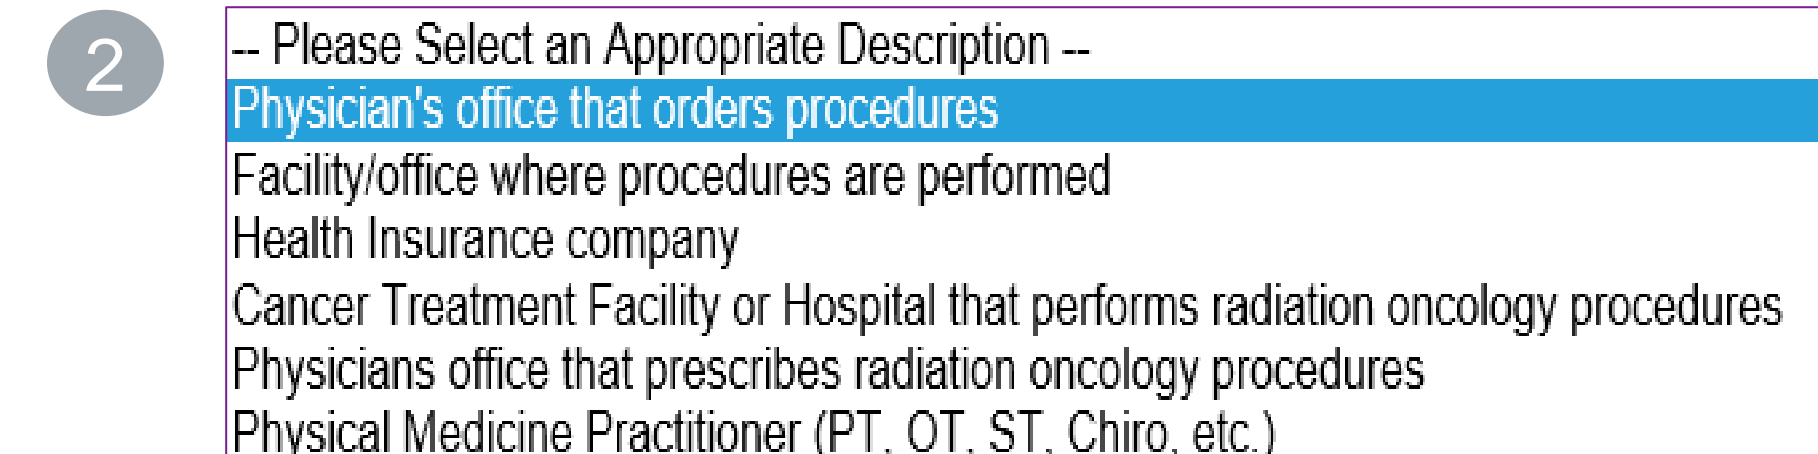 2
-- Please Select an Appropriate Description --
Physician's office that orders procedures
Facility/office where procedures are performed
Health Insurance company
Cancer Treatment Facility or Hospital that performs radiation oncology procedures
Physicians office that prescribes radiation oncology procedures
Physical Medicine Practitioner (PT, OT, ST, Chiro, etc.)